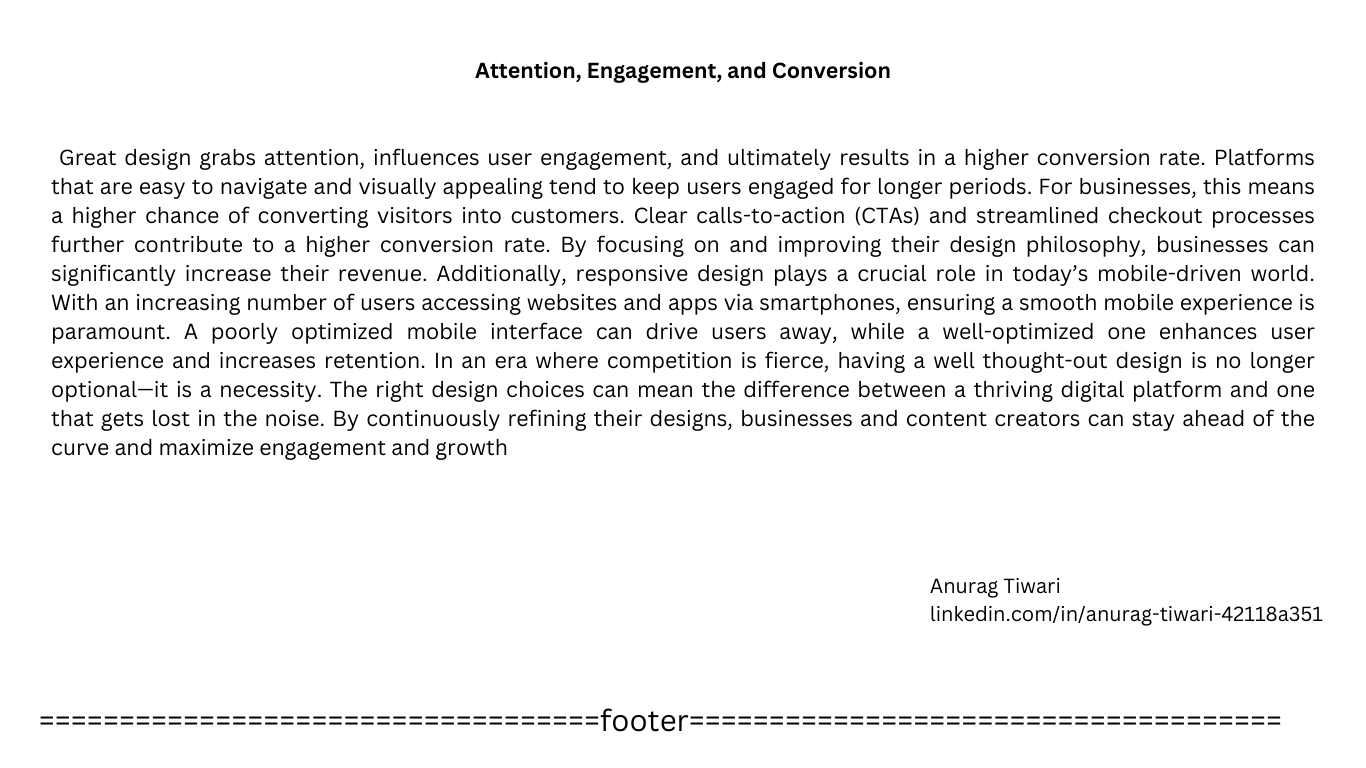 Attention, Engagement, and Conversion
Great design grabs attention, influences user engagement, and ultimately results in a higher conversion rate. Platforms
that are easy to navigate and visually appealing tend to keep users engaged for longer periods. For businesses, this means
a higher chance of converting visitors into customers. Clear calls-to-action (CTAs) and streamlined checkout processes
further contribute to a higher conversion rate. By focusing on and improving their design philosophy, businesses can
significantly increase their revenue. Additionally, responsive design plays a crucial role in today’s mobile-driven world.
With an increasing number of users accessing websites and apps via smartphones, ensuring a smooth mobile experience is
paramount. A poorly optimized mobile interface can drive users away, while a well-optimized one enhances user
experience and increases retention. In an era where competition is fierce, having a well thought-out design is no longer
optional—it is a necessity. The right design choices can mean the difference between a thriving digital platform and one
that gets lost in the noise. By continuously refining their designs, businesses and content creators can stay ahead of the
curve and maximize engagement and growth
Anurag Tiwari
linkedin.com/in/anurag-tiwari-42118a351
===================================footer=====================================